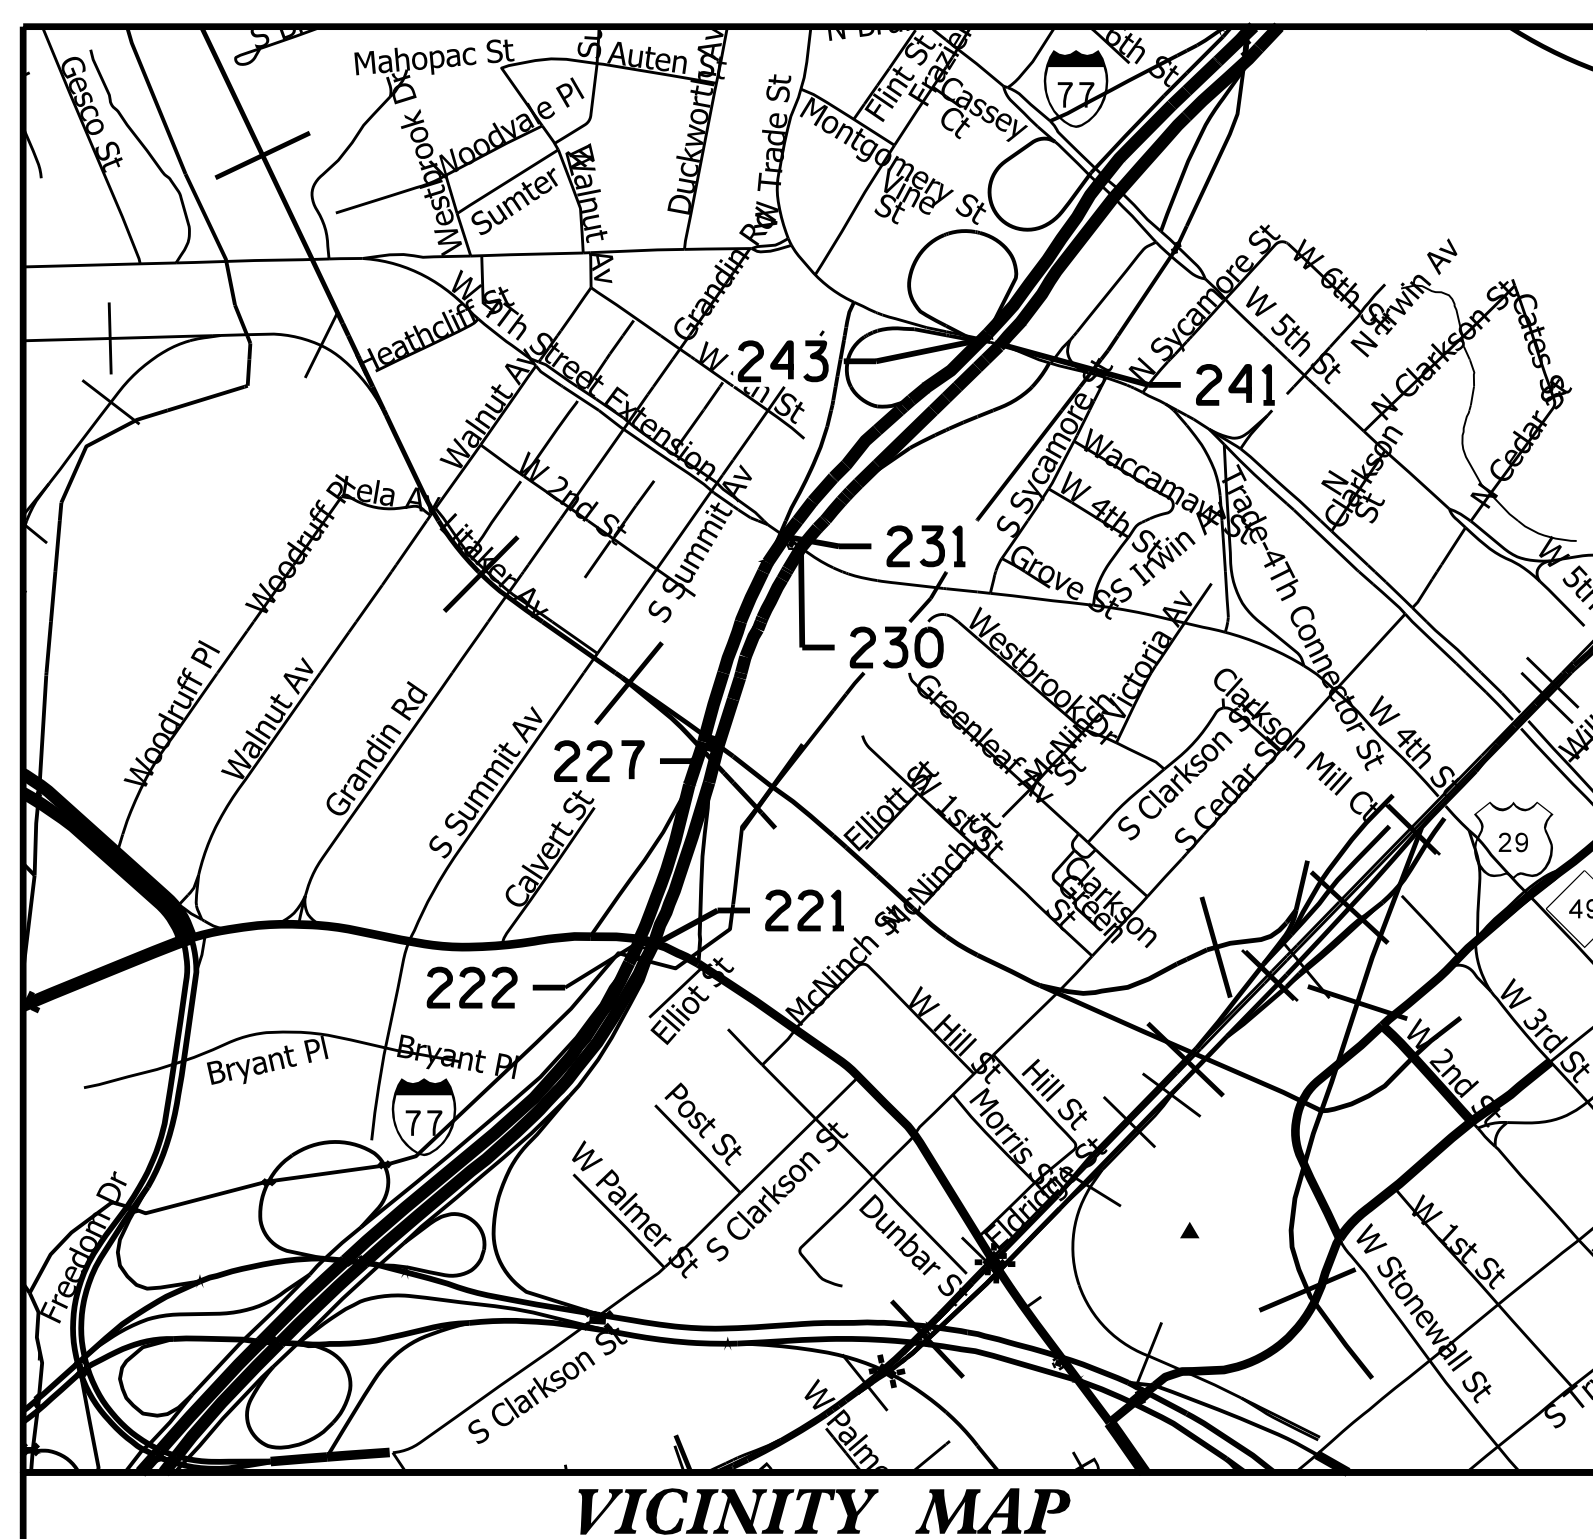 Mahopac St
St
Auten St
Duckworth Av
W Trade St
Flint St
Frazier
6th St
77
Cassey
Ct
Gesco St
Westbrook Dr
Woodvale Pl
Sumter
Walnut
Av
Montgomery St
Vine
St
Grandin Rd
N Sycamore St
W 6th St
N Irwin Av
W 5th St
N Clarkson St
Cates St
N Cedar St
W 4Th Street Extension
Heathcliff St
Walnut Av
243
241
S Sycamore St
Waccamaw St
W 4th St
N
Clarkson
St
Woodruff Pl
Lela Av
W 2nd St
S Summit Av
231
Grove St
S Irwin Av
Trade-4Th Connector St
W 5th
Litaker Av
230
Woodruff Pl
Walnut Av
Grandin Rd
S Summit Av
Westbrook Dr
Victoria Av
Clarkson Mill Ct
Greenleaf Av
McNinch
St
W 4th St
227
Calvert St
Elliott St
W 1st St
S Clarkson St
S Cedar St
29
McNinch St
Clarkson
Green
St
49
221
222
Elliot St
McNinch St
W Hill St
W 3rd St
W 2nd St
Bryant Pl
Bryant Pl
77
Hill St
Post St
Morris St
Eldridge St
W Palmer St
S Clarkson St
Dunbar St
W 1st St
W Stonewall St
Freedom Dr
S Clarkson St
VICINITY MAP